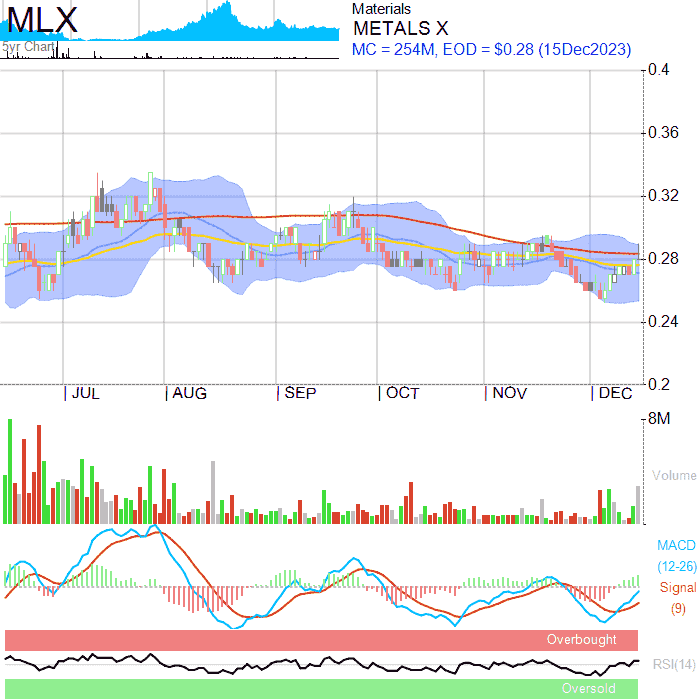 MLX
5yr Chart
Materials
METALS X
MC = 254M, EOD = $0.28 (15Dec2023)
0.4
0.36
0.32
0.28
0.24
0.2
JUL AUG SEP OCT NOV DEC
8M
Volume
MACD
(12-26)
Signal
(9)
Overbought
RSI(14)
Oversold